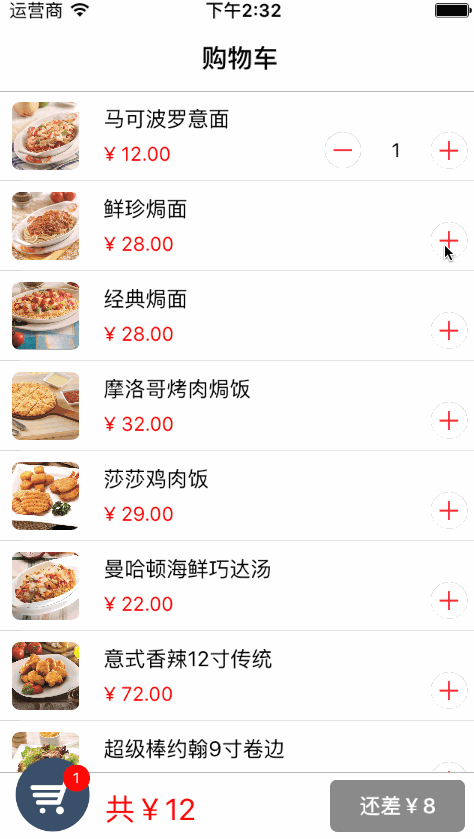 运营商 下午2:32
购物车
马可波罗意面
¥ 12.00 1
鲜珍焗面
¥ 28.00
经典焗面
¥ 28.00
摩洛哥烤肉焗饭
¥ 32.00
莎莎鸡肉饭
¥ 29.00
曼哈顿海鲜巧达汤
¥ 22.00
意式香辣12寸传统
¥ 72.00
超级棒约翰9寸卷边
1
共¥12
还差¥8